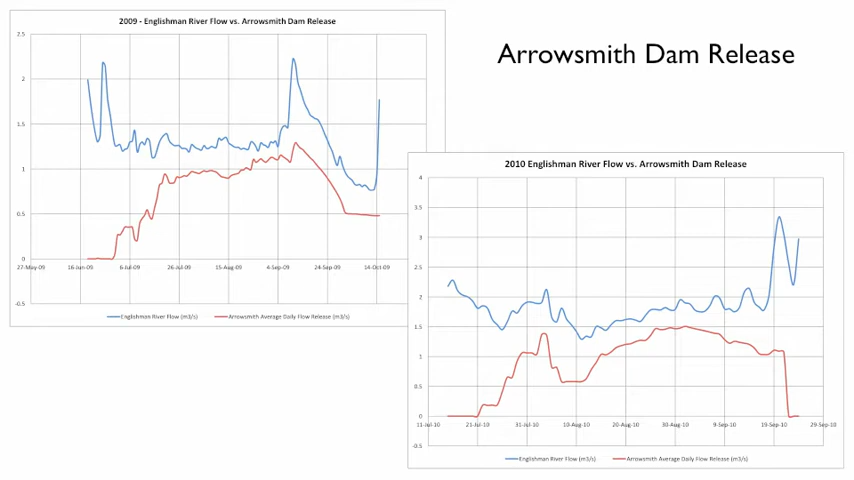 2009 - Englishman River Flow vs. Arrowsmith Dam Release
2.5
2
1.5
1
0.5
0
27-May-09 16-Jun-09 6-Jul-09 26-Jul-09 15-Aug-09 4-Sep-09 24-Sep-09 14-Oct-09
-0.5
Englishman River Flow (m3/s) Arrowsmith Average Daily Flow Release (m3/s)
Arrowsmith Dam Release
2010 Englishman River Flow vs. Arrowsmith Dam Release
4
3.5
3
2.5
2
1.5
1
0.5
0
11-Jul-10 21-Jul-10 31-Jul-10 10-Aug-10 20-Aug-10 30-Aug-10 9-Sep-10 19-Sep-10 29-Sep-10
-0.5
Englishman River Flow (m3/s) Arrowsmith Average Daily Flow Release (m3/s)